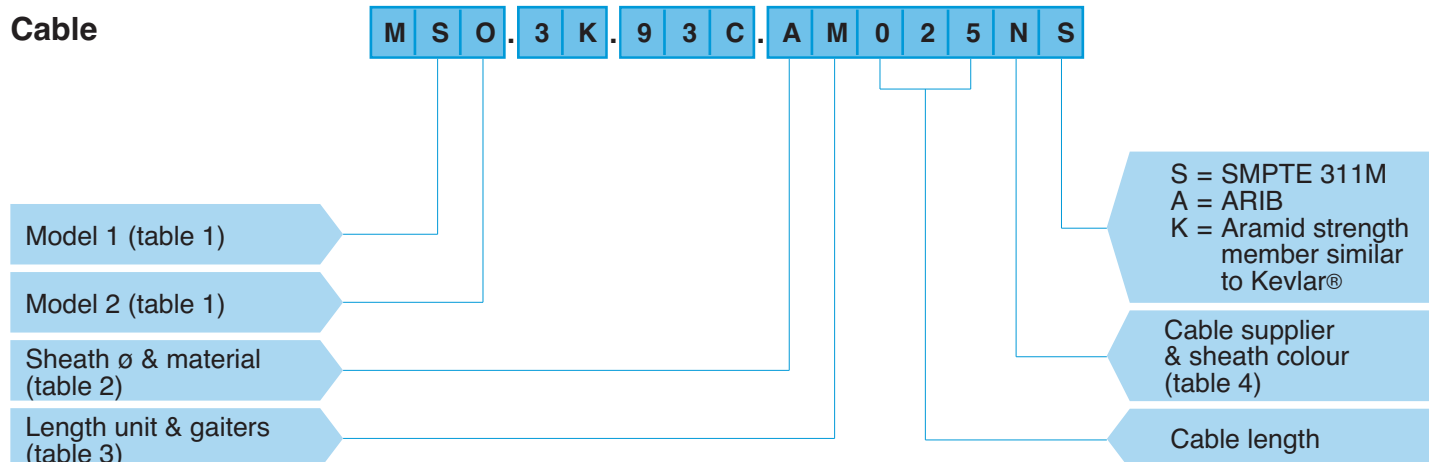 Cable
M S O . 3 K . 9 3 C . A M 0 2 5 N S
Model 1 (table 1)
Model 2 (table 1)
Sheath ø & material
(table 2)
Length unit & gaiters
(table 3)
S = SMPTE 311M
A = ARIB
K = Aramid strength
member similar
to Kevlar®
Cable supplier
& sheath colour
(table 4)
Cable length